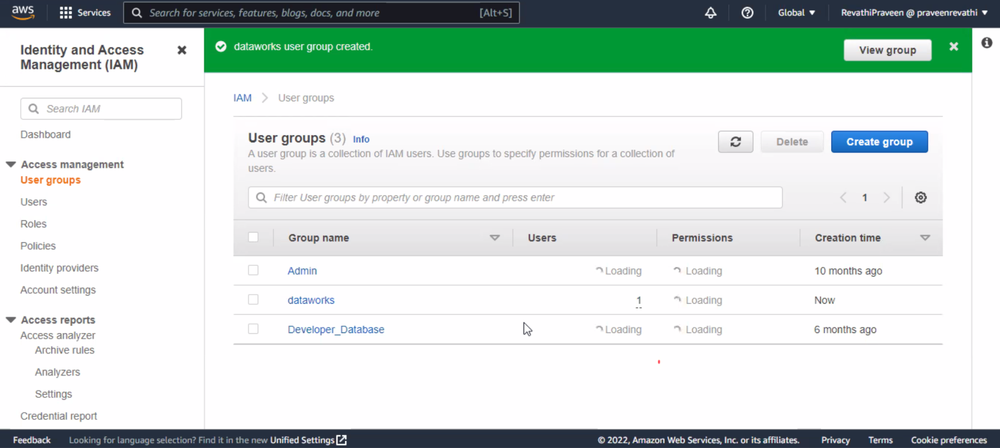 aws
Services
Search for services, features, blogs, docs, and more [Alt+S]
Global
RevathiPraveen @ praveenrevathi
Identity and Access
Management (IAM)
dataworks user group created.
View group
Search IAM
Dashboard
Access management
User groups
Users
Roles
Policies
Identity providers
Account settings
Access reports
Access analyzer
Archive rules
Analyzers
Settings
Credential report
IAM > User groups
User groups (3) Info
A user group is a collection of IAM users. Use groups to specify permissions for a collection of
users.
Delete
Create group
Filter User groups by property or group name and press enter
1
Group name Users Permissions Creation time
Admin Loading Loading 10 months ago
dataworks 1 Loading Now
Developer_Database Loading Loading 6 months ago
Feedback Looking for language selection? Find it in the new Unified Settings © 2022, Amazon Web Services, Inc. or its affiliates. Privacy Terms Cookie preferences